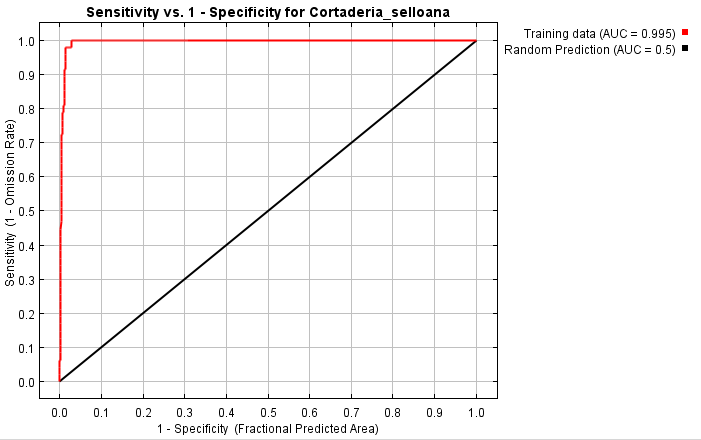 Sensitivity vs. 1 - Specificity for Cortaderia_selloana
Training data (AUC = 0.995)
Random Prediction (AUC = 0.5)
Sensitivity (1 - Omission Rate)
1.0
0.9
0.8
0.7
0.6
0.5
0.4
0.3
0.2
0.1
0.0
0.0 0.1 0.2 0.3 0.4 0.5 0.6 0.7 0.8 0.9 1.0
1 - Specificity (Fractional Predicted Area)